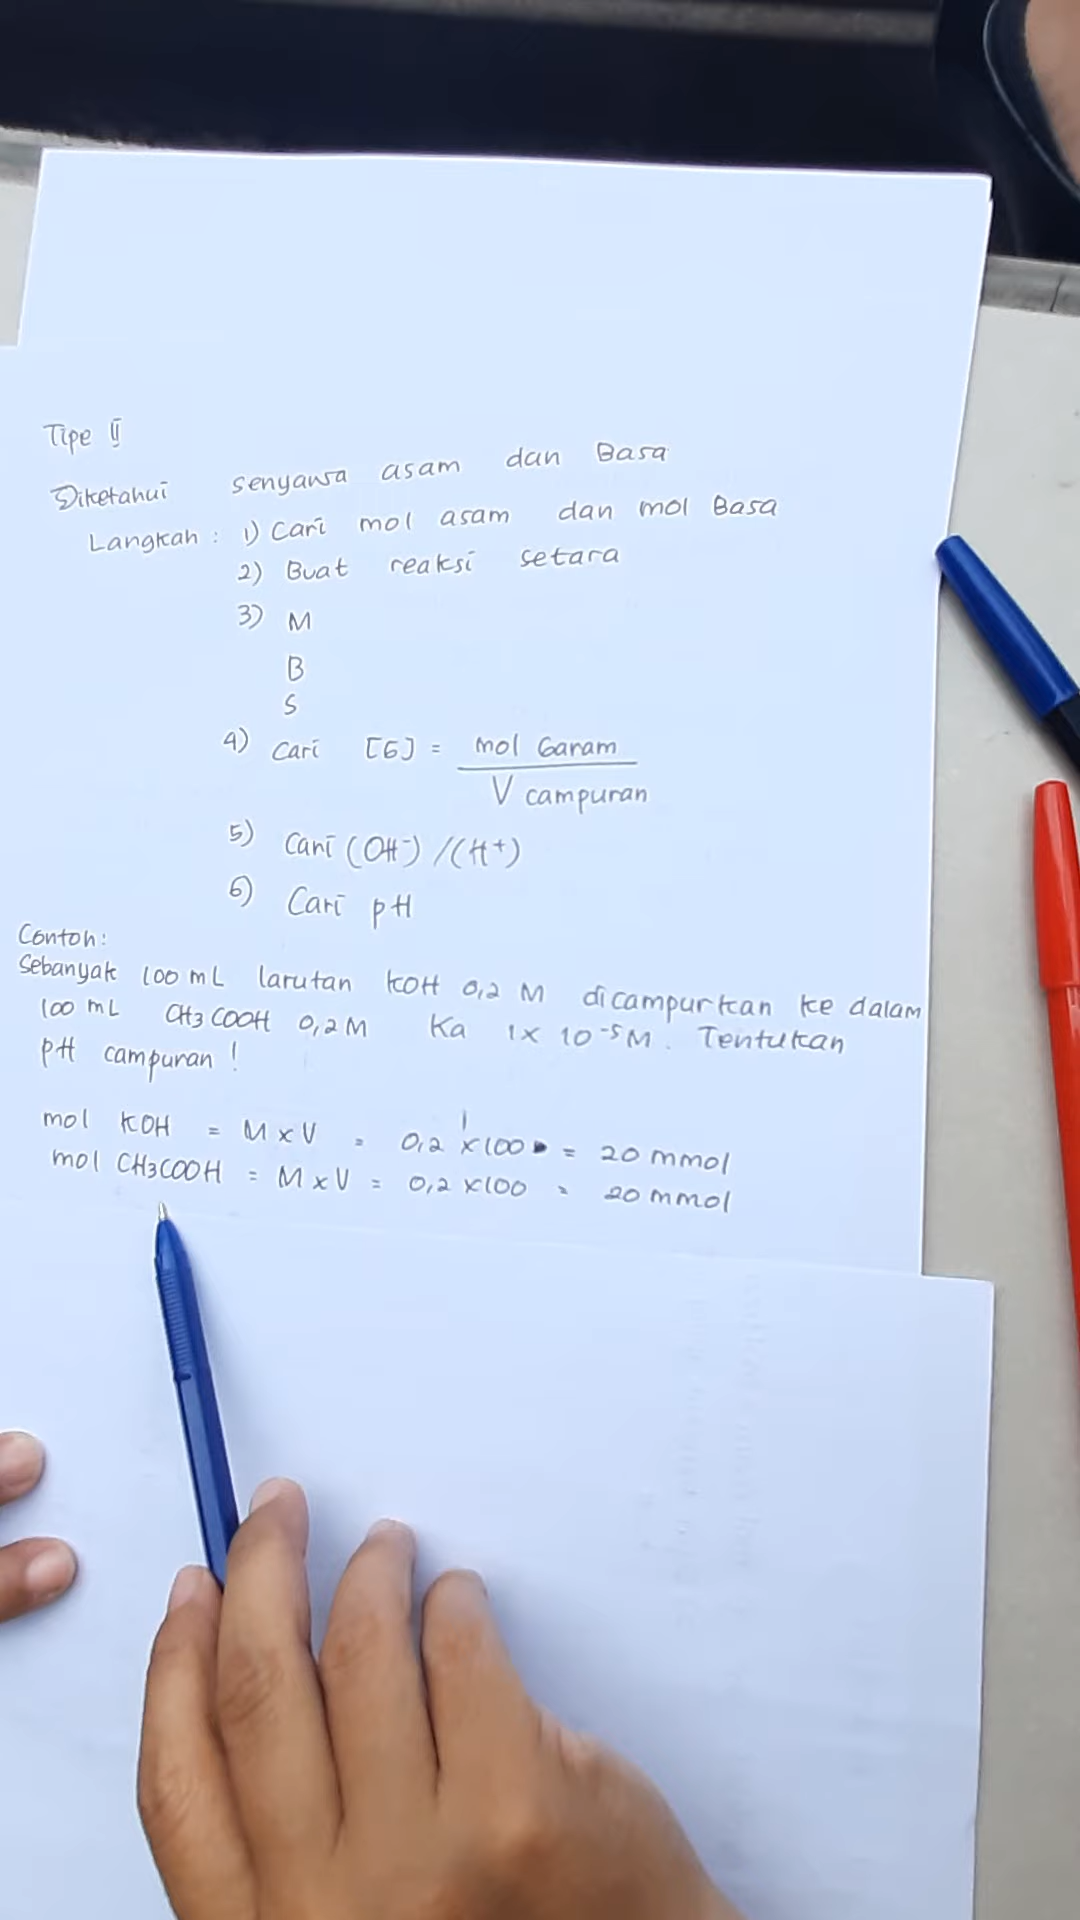 Tipe II
Diketahui senyawa asam dan Basa
Langkah : 1) Cari mol asam dan mol Basa
2) Buat reaksi setara
3) M
B
S
4) Cari [G] = mol Garam
V campuran
5) Cari (OH⁻) /(H⁺)
6) Cari pH
Contoh:
Sebanyak 100 mL larutan KOH 0,2 M dicampurkan ke dalam
100 mL CH3COOH 0,2 M Ka 1 x 10⁻⁵ M. Tentukan
pH campuran !
mol KOH = M x V = 0,2 x 100 = 20 mmol
mol CH3COOH = M x V = 0,2 x 100 = 20 mmol